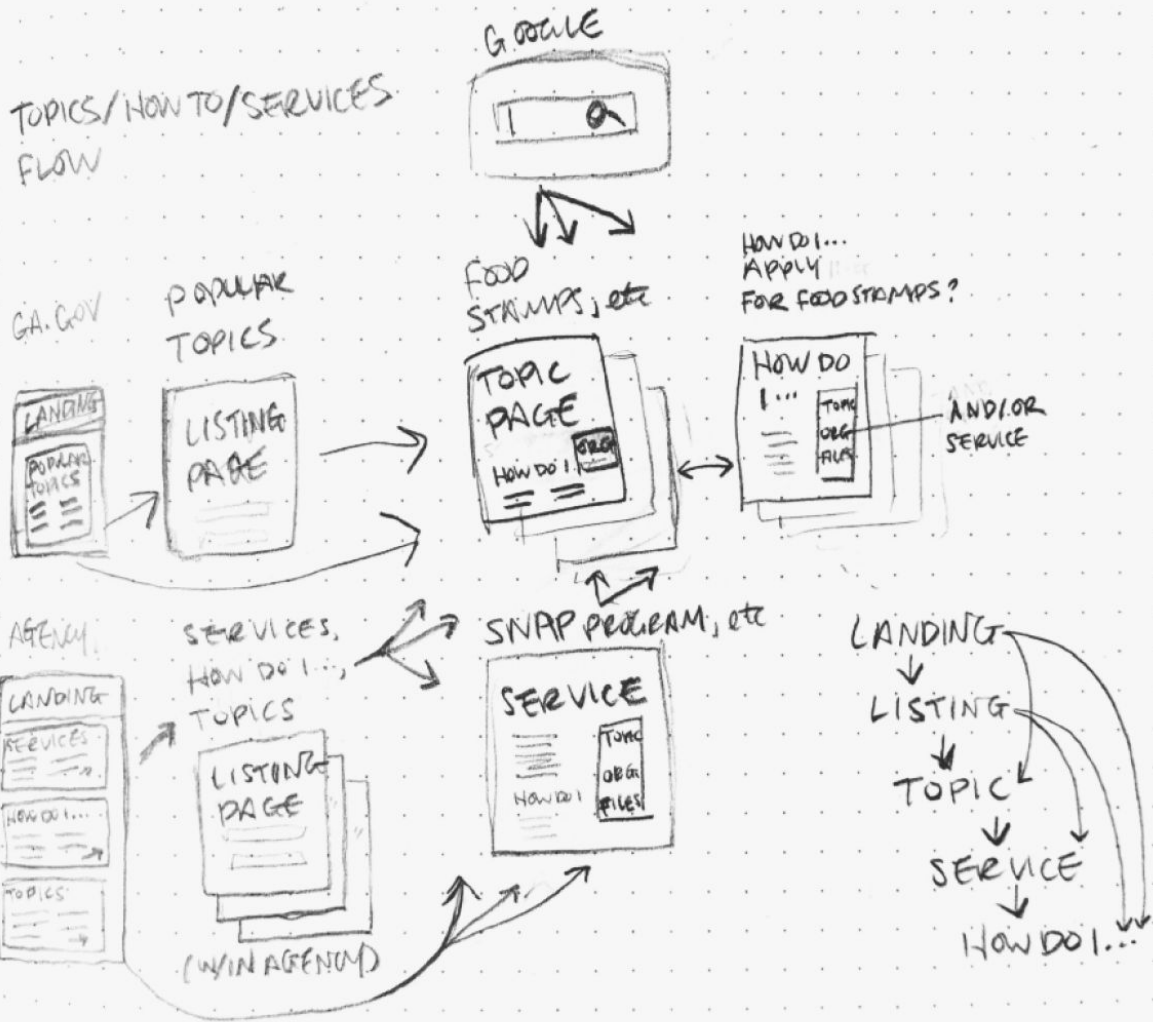 GOOGLE
TOPICS/HOW TO/SERVICES
FLOW
GA.GOV
POPULAR
TOPICS
FOOD
STAMPS, etc
HOW DO I...
APPLY
FOR FOOD STAMPS?
LANDING
POPULAR
TOPICS
LISTING
PAGE
TOPIC
PAGE
ORG
HOW DO I
HOW DO
I ...
TOPIC
ORG
FILES
AND/OR
SERVICE
AGENCY
SERVICES,
HOW DO I...,
TOPICS
SNAP PROGRAM, etc
LANDING
SERVICES
HOW DO I...
TOPICS
LISTING
PAGE
(W/IN AGENCY)
SERVICE
TOPIC
ORG
FILES
HOW DO I
LANDING
LISTING
TOPIC
SERVICE
HOW DO I...